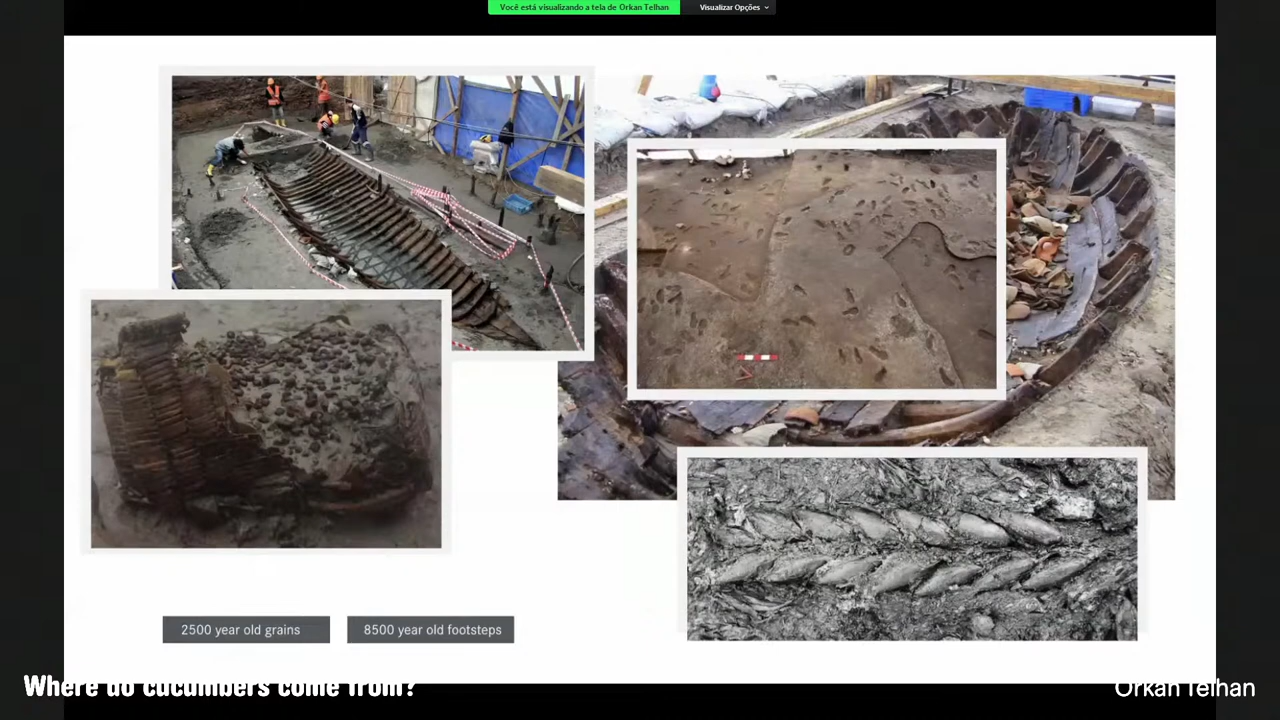 Você está visualizando a tela de Orkan Telhan
Visualizar Opções
2500 year old grains
8500 year old footsteps
Where do cucumbers come from?
Orkan Telhan